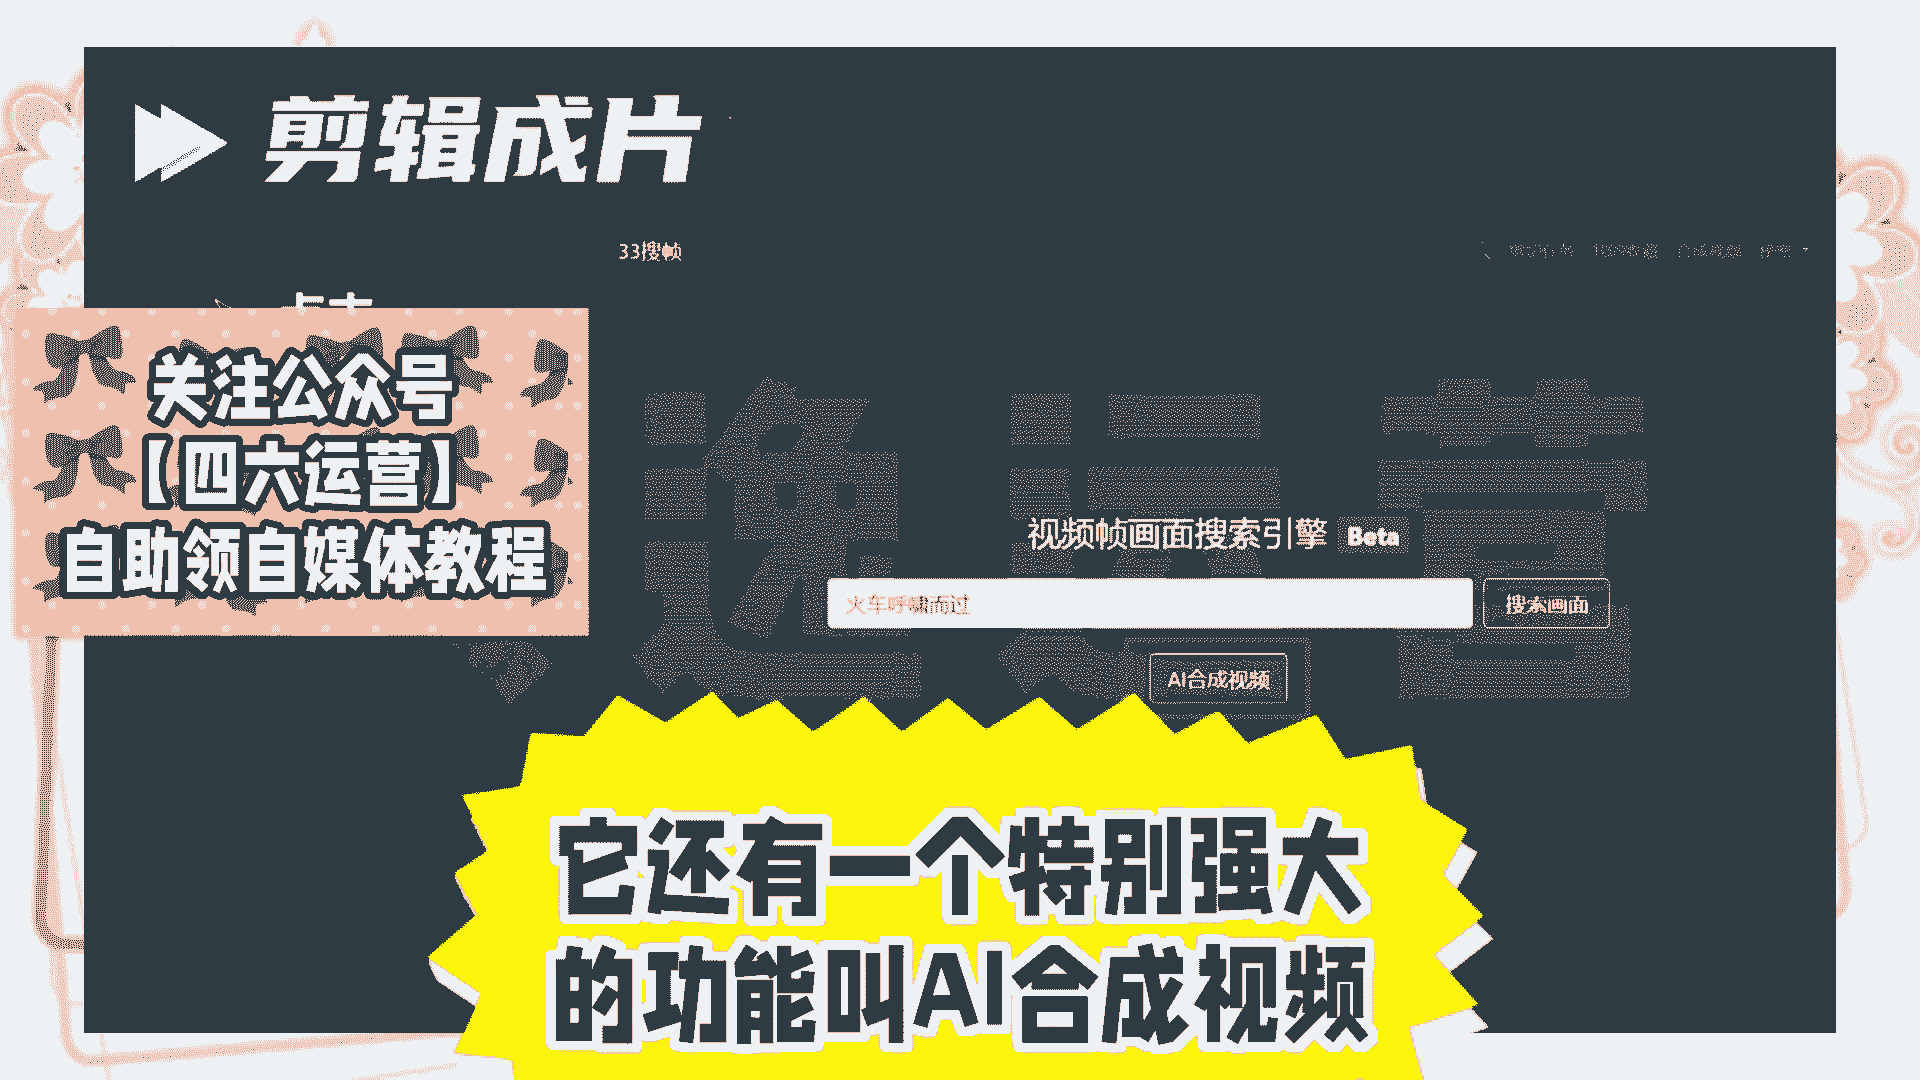 剪辑成片
33搜帧
关注公众号
【四六运营】
自助领自媒体教程
逸运营
视频帧画面搜索引擎 Beta
火车呼啸而过
搜索画面
AI合成视频
它还有一个特别强大
的功能叫AI合成视频